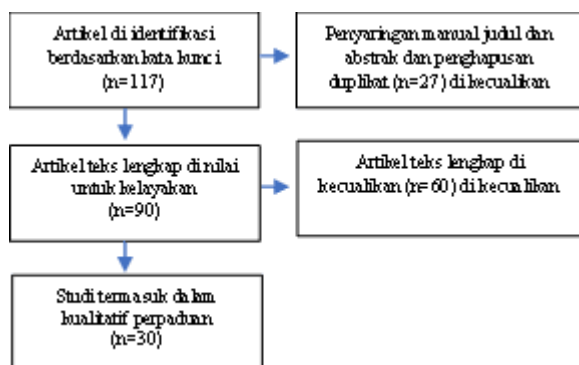 Artikel di identifikasi
berdasarkan kata kunci
(n=117)
Penyaringan manual judul dan
abstrak dan penghapusan
duplikat (n=27) di kecualikan
Artikel teks lengkap di nilai
untuk kelayakan
(n=90)
Artikel teks lengkap di
kecualikan (n=60) di kecualikan
Studi termasuk dalam
kualitatif perpaduan
(n=30)